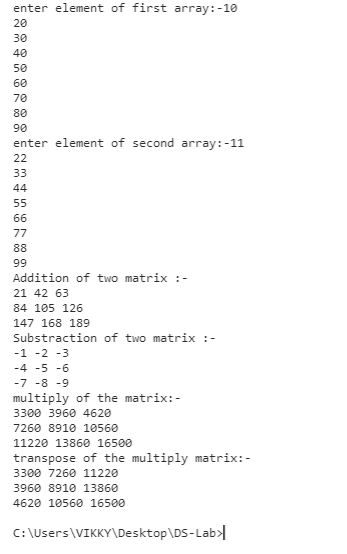 enter element of first array:-10
20
30
40
50
60
70
80
90
enter element of second array:-11
22
33
44
55
66
77
88
99
Addition of two matrix :-
21 42 63
84 105 126
147 168 189
Substraction of two matrix :-
-1 -2 -3
-4 -5 -6
-7 -8 -9
multiply of the matrix:-
3300 3960 4620
7260 8910 10560
11220 13860 16500
transpose of the multiply matrix:-
3300 7260 11220
3960 8910 13860
4620 10560 16500
C:\Users\VIKKY\Desktop\DS-Lab>